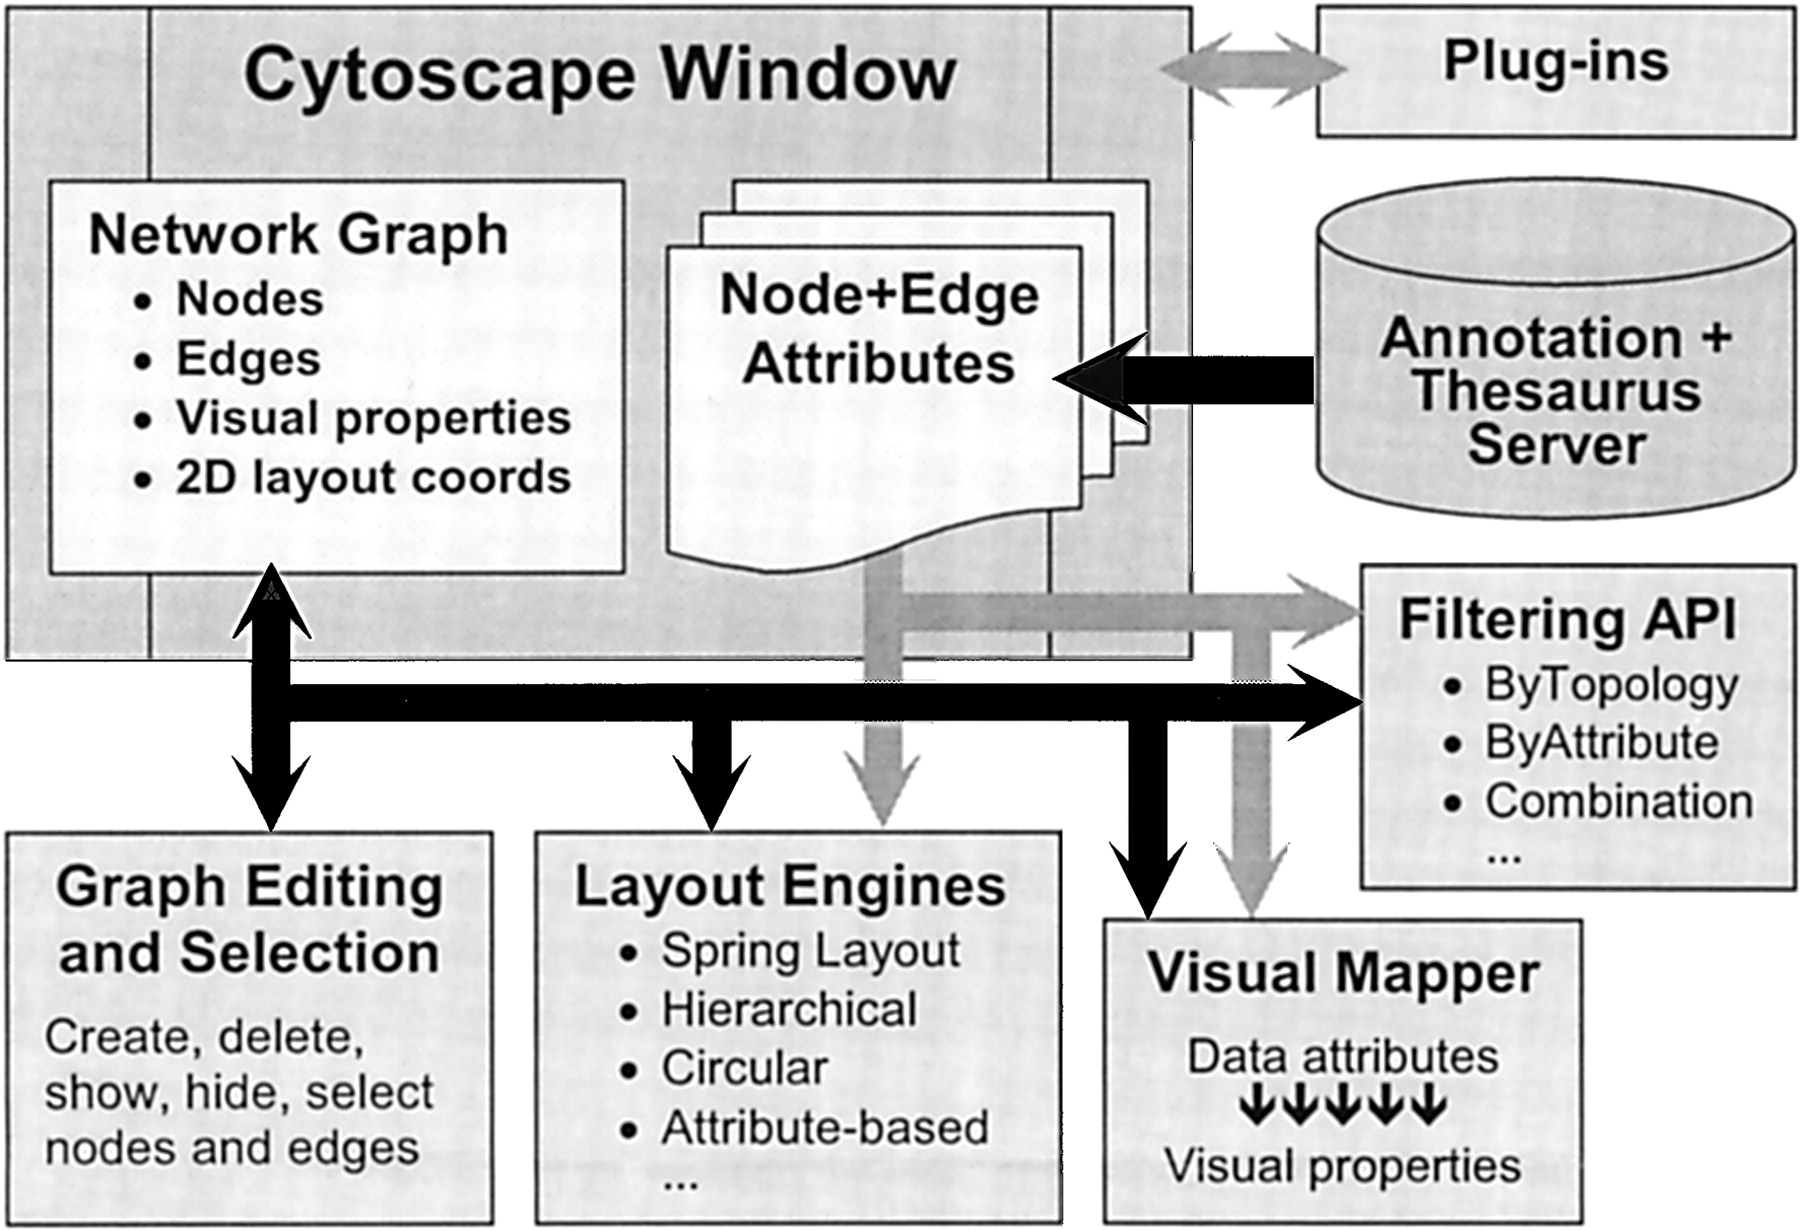 Cytoscape Window
Plug-ins
Network Graph
• Nodes
• Edges
• Visual properties
• 2D layout coords
Node+Edge
Attributes
Annotation +
Thesaurus
Server
Filtering API
• ByTopology
• ByAttribute
• Combination
...
Graph Editing
and Selection
Create, delete,
show, hide, select
nodes and edges
Layout Engines
• Spring Layout
• Hierarchical
• Circular
• Attribute-based
...
Visual Mapper
Data attributes
Visual properties